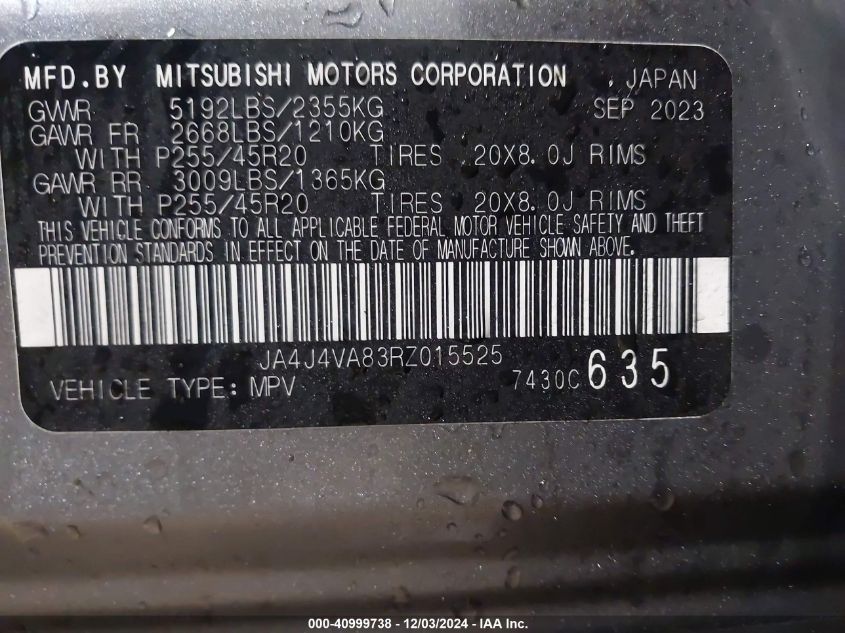 MFD.BY MITSUBISHI MOTORS CORPORATION JAPAN
GVWR 5192LBS/2355KG SEP 2023
GAWR FR 2668LBS/1210KG
WITH P255/45R20 TIRES 20X8.0J RIMS
GAWR RR 3009LBS/1365KG
WITH P255/45R20 TIRES 20X8.0J RIMS
THIS VEHICLE CONFORMS TO ALL APPLICABLE FEDERAL MOTOR VEHICLE SAFETY AND THEFT
PREVENTION STANDARDS IN EFFECT ON THE DATE OF MANUFACTURE SHOWN ABOVE.
JA4J4VA83RZ015525
VEHICLE TYPE: MPV 7430C 635
000-40999738 - 12/03/2024 - IAA Inc.